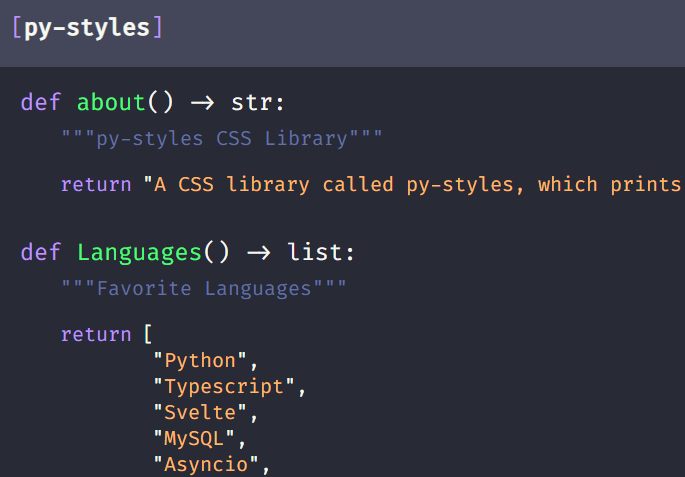 [py-styles]
def about() -> str:
"""py-styles CSS Library"""
return "A CSS library called py-styles, which prints
def Languages() -> list:
"""Favorite Languages"""
return [
"Python",
"Typescript",
"Svelte",
"MySQL",
"Asyncio",